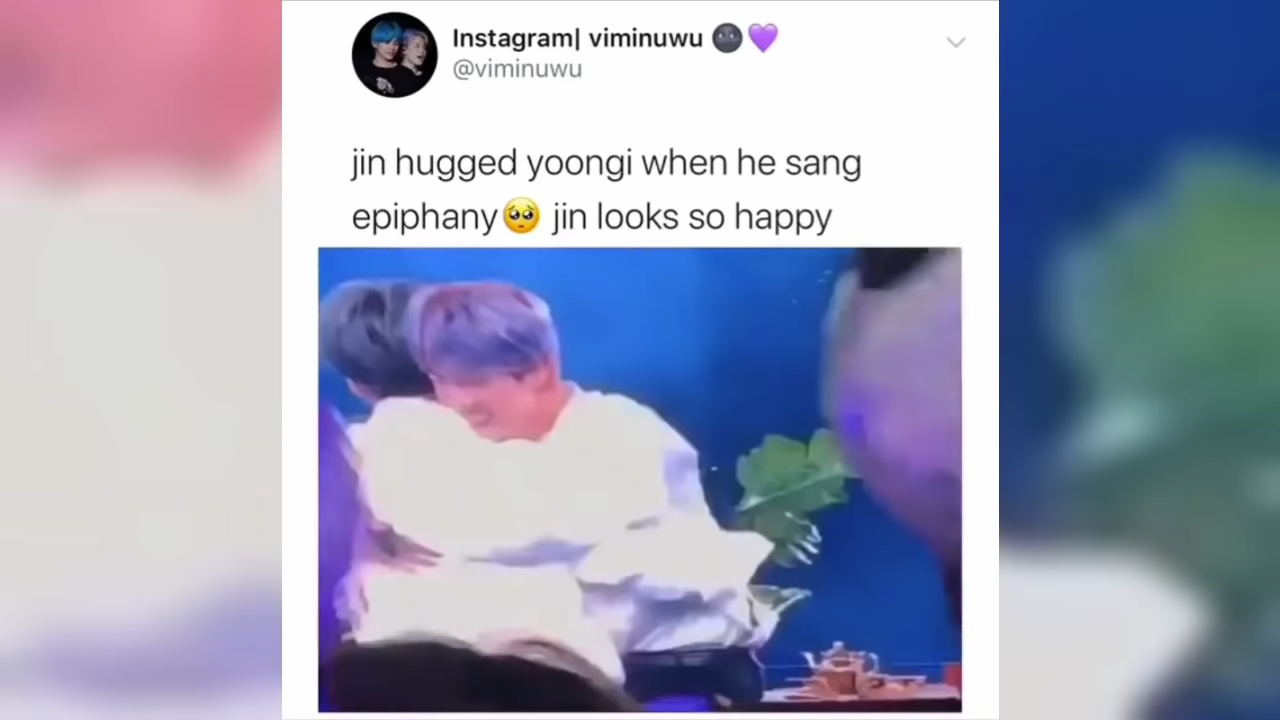 Instagram| viminuwu 🌚💜
@viminuwu
jin hugged yoongi when he sang
epiphany🥺 jin looks so happy